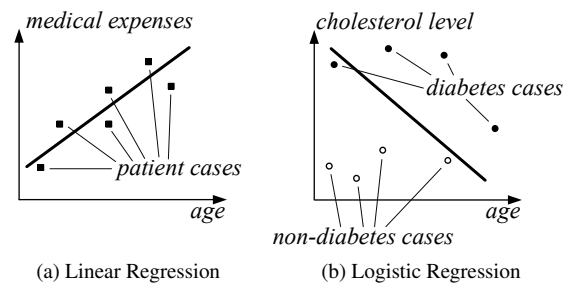 medical expenses
patient cases
age
(a) Linear Regression
cholesterol level
diabetes cases
age
non-diabetes cases
(b) Logistic Regression